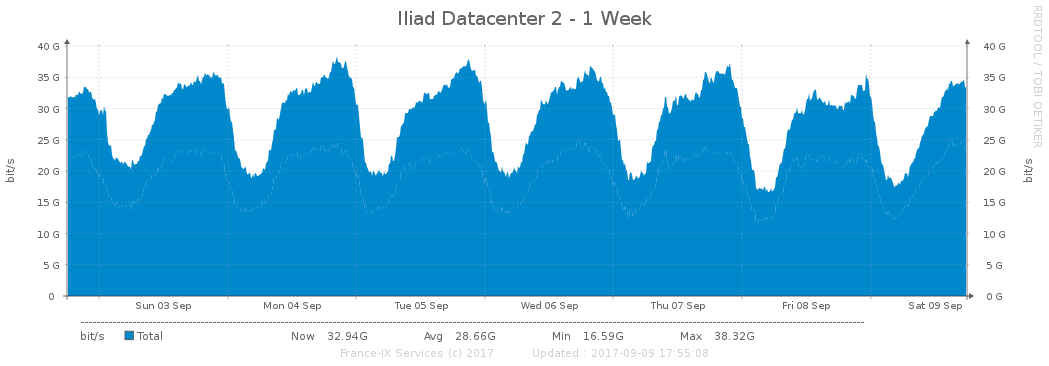 Iliad Datacenter 2 - 1 Week
RRDTOOL / TOBI OETIKER
40 G 40 G
35 G 35 G
30 G 30 G
25 G 25 G
20 G 20 G
15 G 15 G
10 G 10 G
5 G 5 G
0 0 G
bit/s bit/s
Sun 03 Sep Mon 04 Sep Tue 05 Sep Wed 06 Sep Thu 07 Sep Fri 08 Sep Sat 09 Sep
bit/s Total Now 32.94G Avg 28.66G Min 16.59G Max 38.32G
France-IX Services (c) 2017 Updated : 2017-09-09 17:55:08